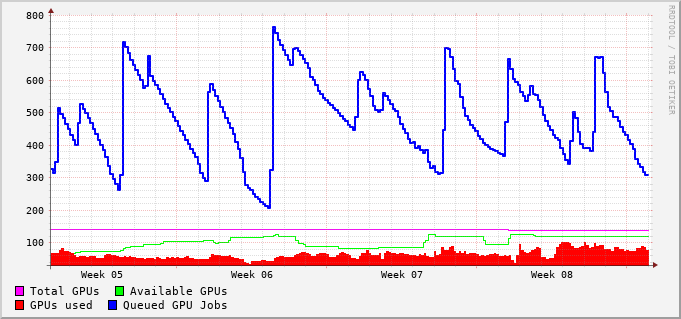 800
700
600
500
400
300
200
100
Week 05 Week 06 Week 07 Week 08
Total GPUs Available GPUs
GPUs used Queued GPU Jobs
RRDTOOL / TOBI OETIKER